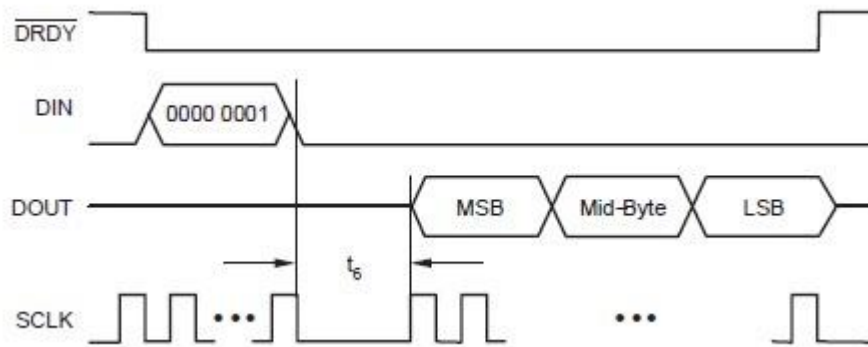 DRDY
DIN 0000 0001
DOUT MSB Mid-Byte LSB
t6
SCLK